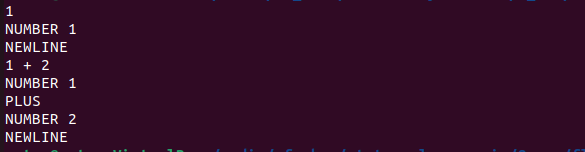 1
NUMBER 1
NEWLINE
1 + 2
NUMBER 1
PLUS
NUMBER 2
NEWLINE